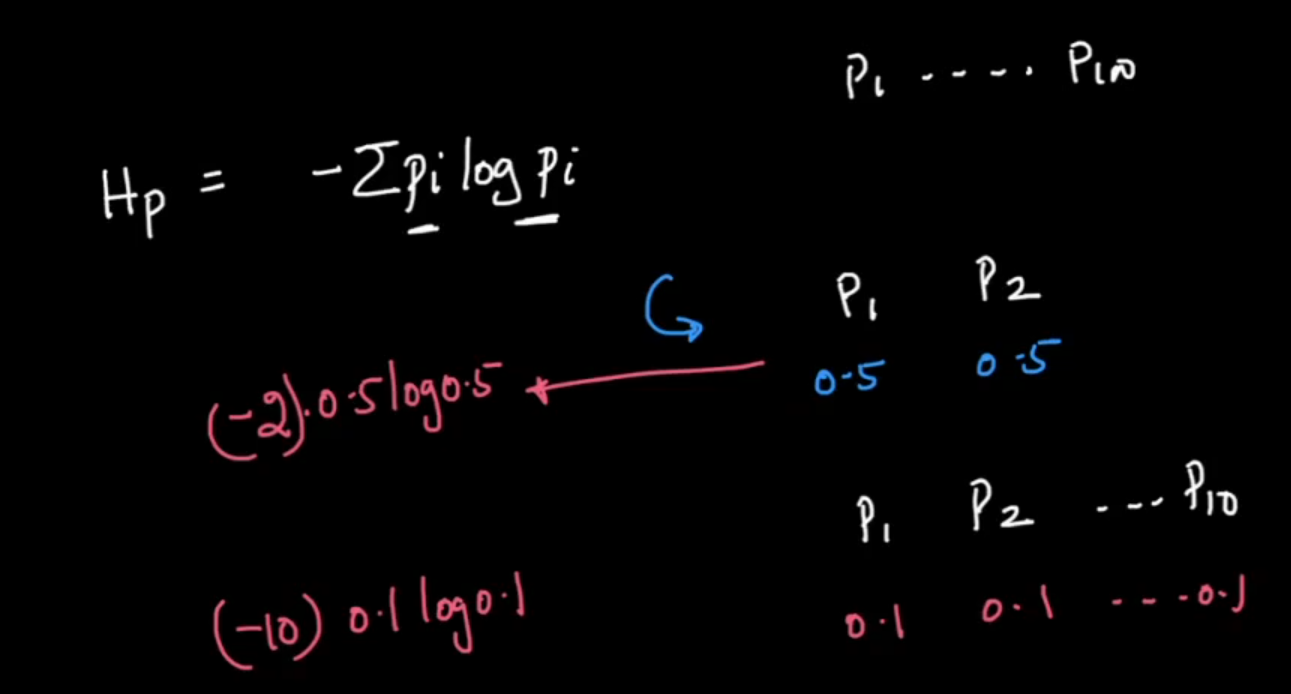 P₁ ----. P₁₀₀
Hₚ = -Σpi log pi
P₁ P₂
(-2).0.5log0.5 0.5 0.5
P₁ P₂ --- P₁₀
(-10) 0.1 log0.1 0.1 0.1 --- 0.1